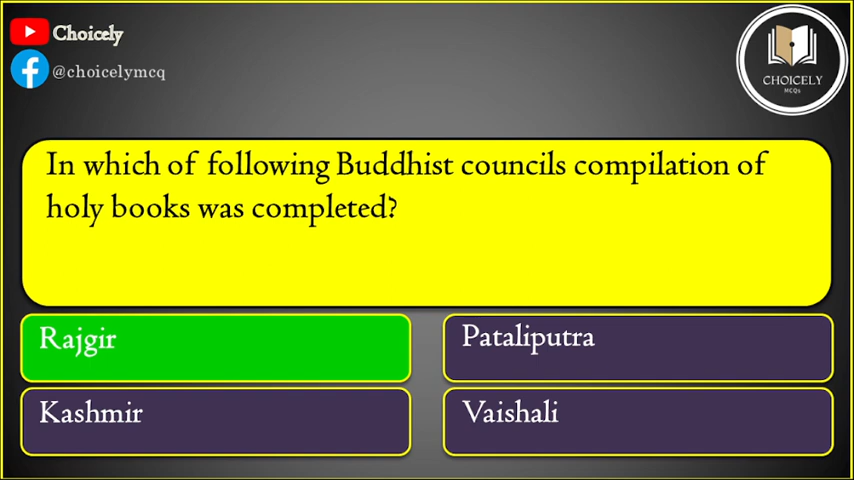 Choicely
@choicelymcq
CHOICELY
MCQs
In which of following Buddhist councils compilation of
holy books was completed?
Rajgir
Pataliputra
Kashmir
Vaishali